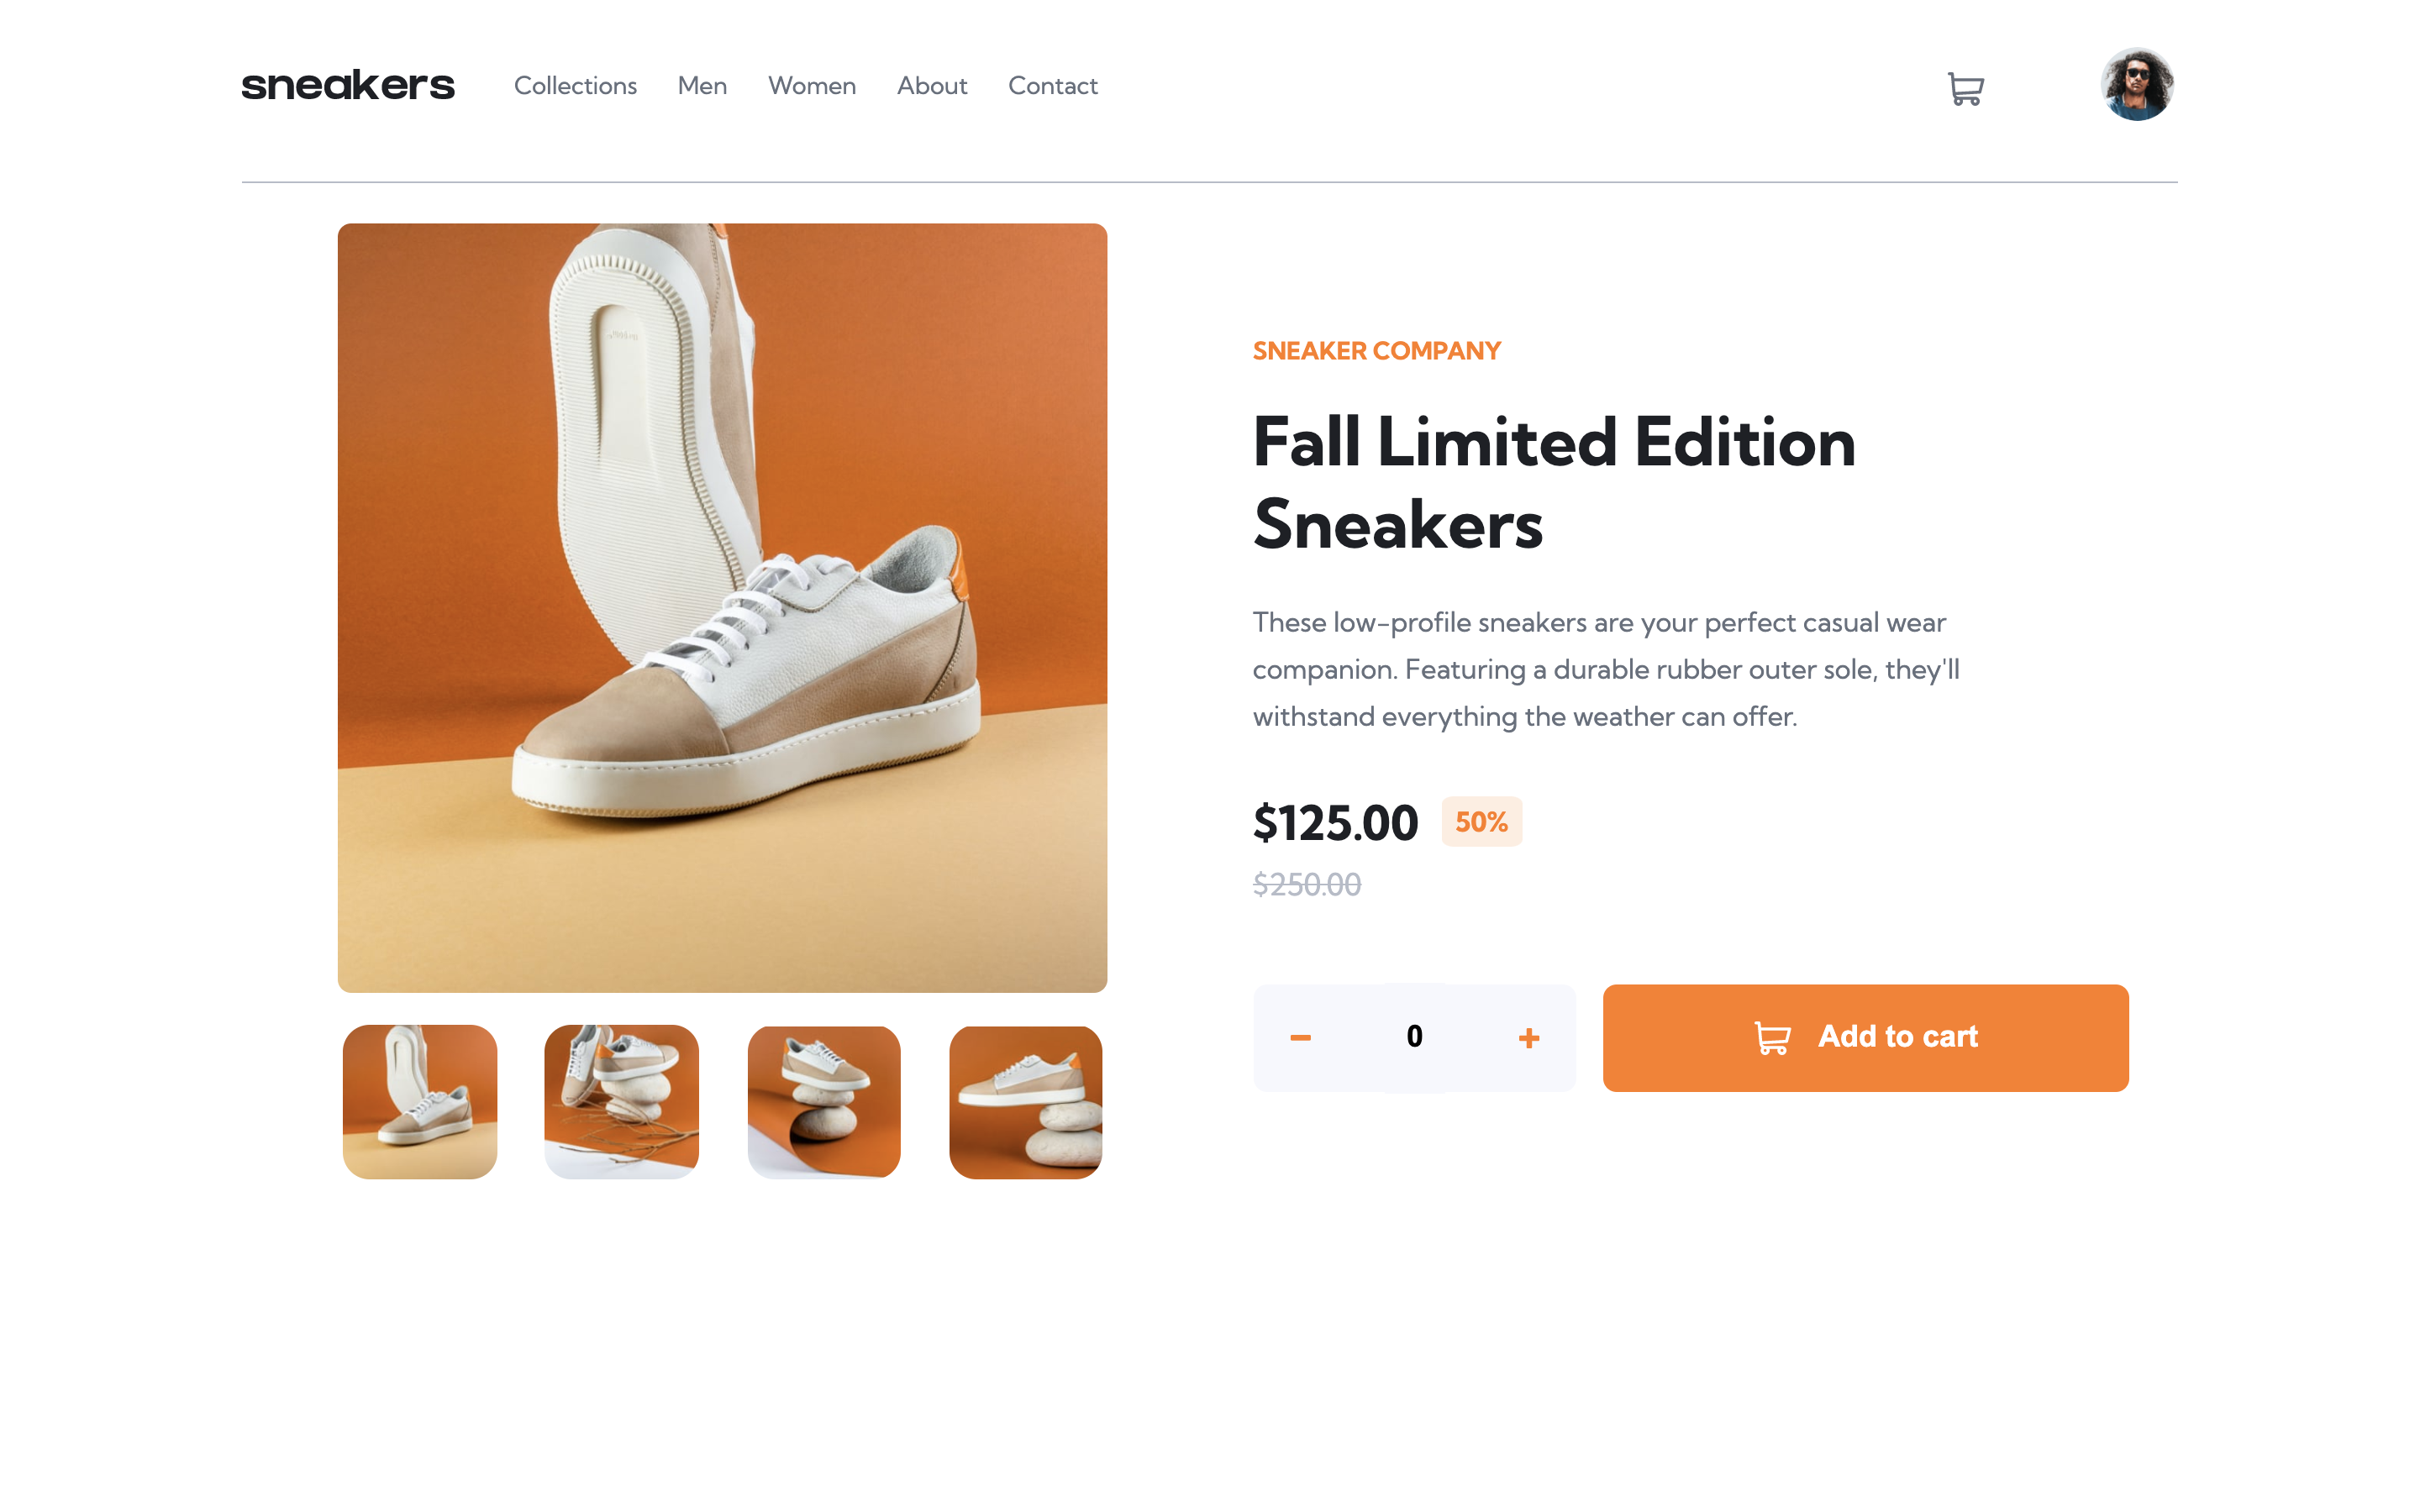 sneakers Collections Men Women About Contact
SNEAKER COMPANY
Fall Limited Edition
Sneakers
These low-profile sneakers are your perfect casual wear
companion. Featuring a durable rubber outer sole, they'll
withstand everything the weather can offer.
$125.00 50%
$250.00
0 + Add to cart